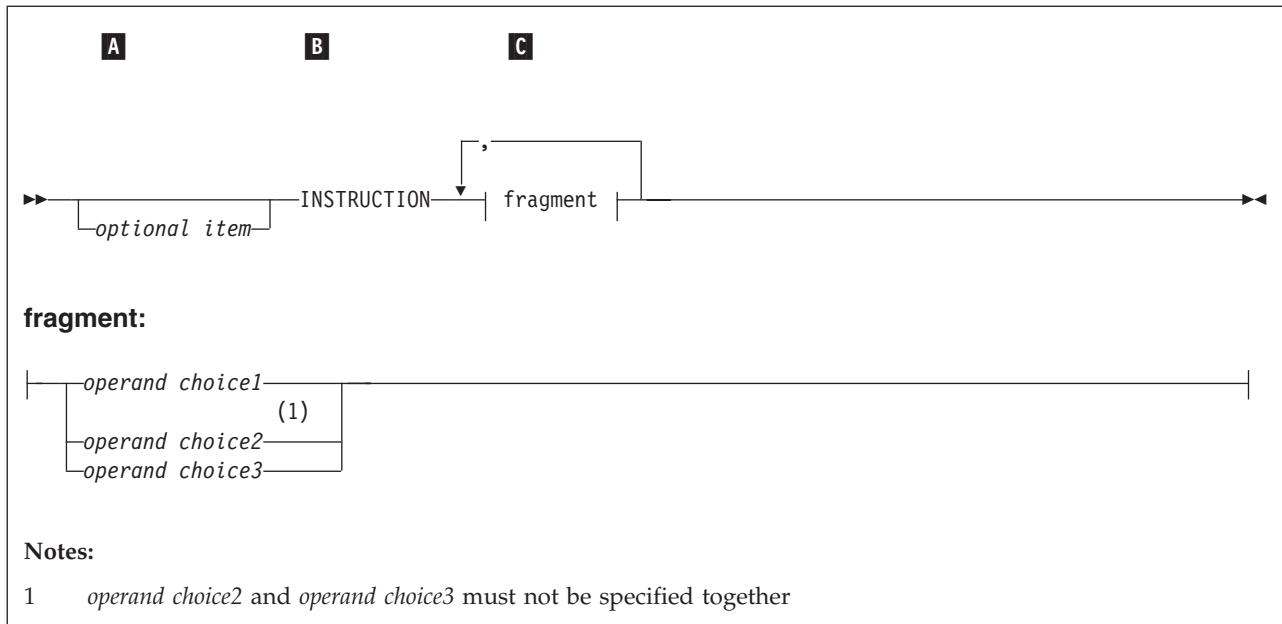 A B C
,
optional item INSTRUCTION fragment
fragment:
operand choice1
(1)
operand choice2
operand choice3
Notes:
1 operand choice2 and operand choice3 must not be specified together